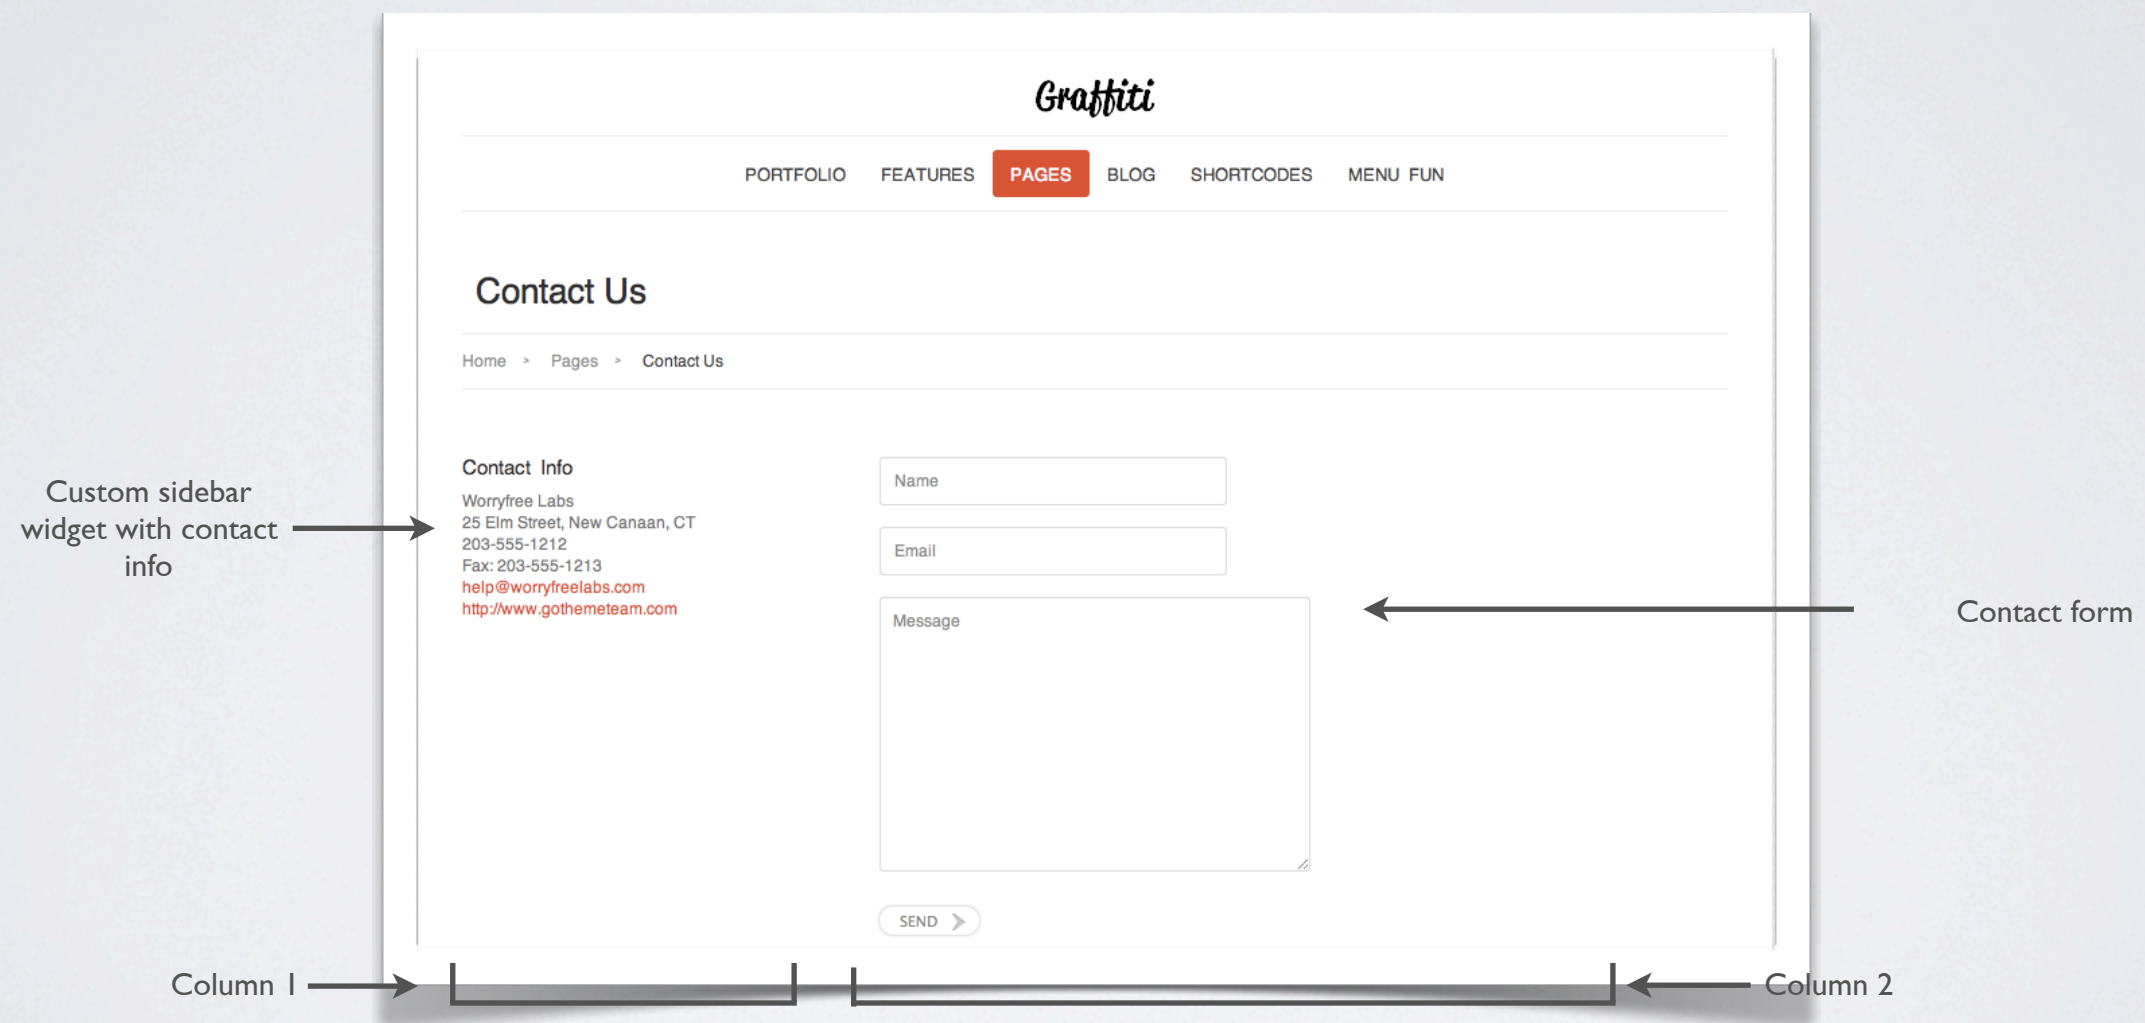 Graffiti
PORTFOLIO FEATURES PAGES BLOG SHORTCODES MENU FUN
Contact Us
Home > Pages > Contact Us
Custom sidebar
widget with contact
info
Contact Info
Worryfree Labs
25 Elm Street, New Canaan, CT
203-555-1212
Fax: 203-555-1213
help@worryfreelabs.com
http://www.gothemeteam.com
Name
Email
Message
SEND
Contact form
Column 1
Column 2